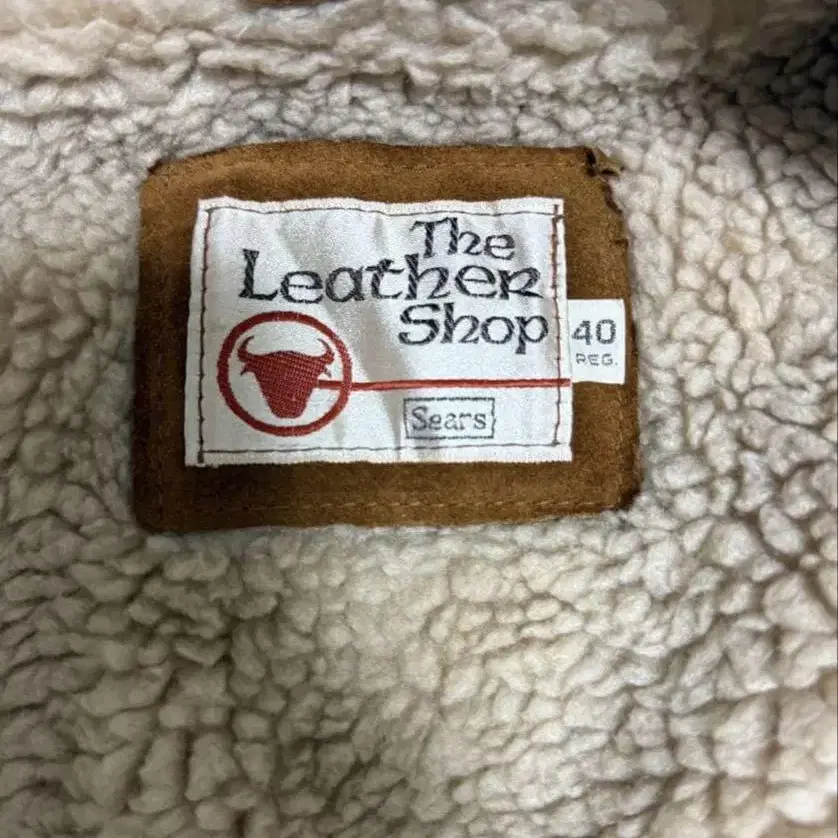 The
Leather
Shop
40
REG.
Sears